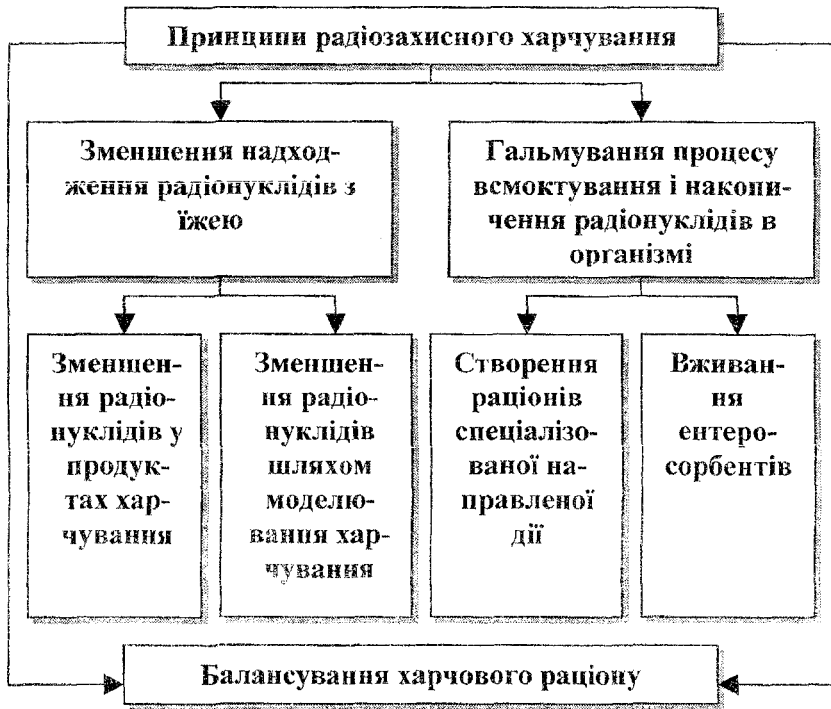 Принципи радіозахисного харчування
Зменшення надход-
ження радіонуклідів з
їжею
Гальмування процесу
всмоктування і накопи-
чення радіонуклідів в
організмі
Зменшен-
ня радіо-
нуклідів у
продук-
тах хар-
чування
Зменшен-
ня радіо-
нуклідів
шляхом
моделю-
вання хар-
чування
Створення
раціонів
спеціалізо-
ваної на-
правленої
дії
Вживан-
ня
ентеро-
сорбентів
Балансування харчового раціону